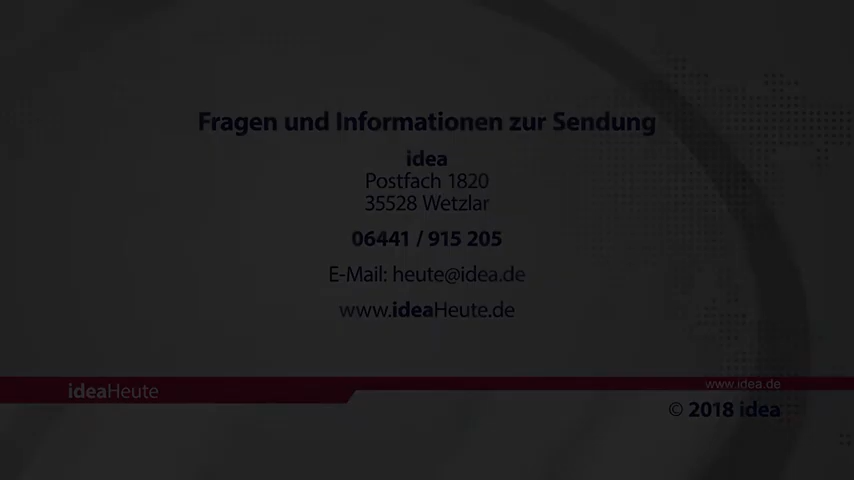 Fragen und Informationen zur Sendung
idea
Postfach 1820
35528 Wetzlar
06441 / 915 205
E-Mail: heute@idea.de
www.ideaHeute.de
www.idea.de
ideaHeute
© 2018 idea